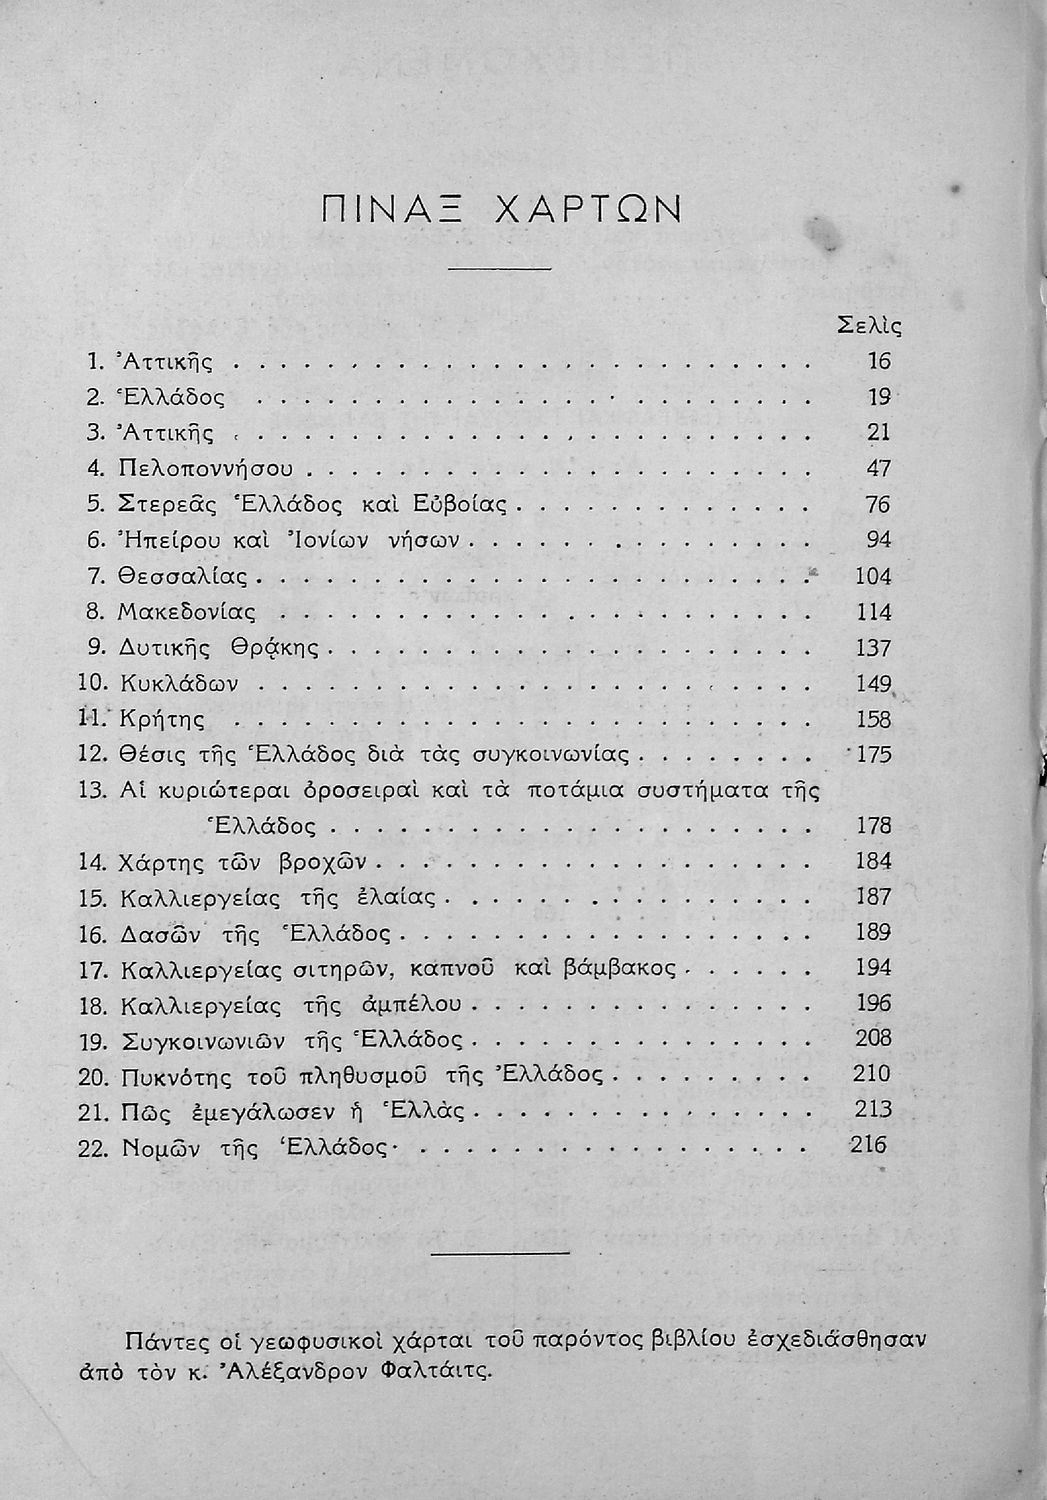 ΠΙΝΑΞ ΧΑΡΤΩΝ
Σελὶς
1. Ἀττικῆς . . . . . . . . . . . . . . . . . . . . . . . . 16
2. Ἑλλάδος . . . . . . . . . . . . . . . . . . . . . . . . 19
3. Ἀττικῆς . . . . . . . . . . . . . . . . . . . . . . . . 21
4. Πελοποννήσου . . . . . . . . . . . . . . . . . . . . . . 47
5. Στερεᾶς Ἑλλάδος καὶ Εὐβοίας . . . . . . . . . . . . . 76
6. Ἠπείρου καὶ Ἰονίων νήσων . . . . . . . . . . . . . . . 94
7. Θεσσαλίας . . . . . . . . . . . . . . . . . . . . . . . . 104
8. Μακεδονίας . . . . . . . . . . . . . . . . . . . . . . . 114
9. Δυτικῆς Θρᾴκης . . . . . . . . . . . . . . . . . . . . . 137
10. Κυκλάδων . . . . . . . . . . . . . . . . . . . . . . . . 149
11. Κρήτης . . . . . . . . . . . . . . . . . . . . . . . . . 158
12. Θέσις τῆς Ἑλλάδος διὰ τὰς συγκοινωνίας . . . . . . . . 175
13. Αἱ κυριώτεραι ὀροσειραὶ καὶ τὰ ποτάμια συστήματα τῆς
Ἑλλάδος . . . . . . . . . . . . . . . . . . . . . 178
14. Χάρτης τῶν βροχῶν . . . . . . . . . . . . . . . . . . . 184
15. Καλλιεργείας τῆς ἐλαίας . . . . . . . . . . . . . . . . 187
16. Δασῶν τῆς Ἑλλάδος . . . . . . . . . . . . . . . . . . 189
17. Καλλιεργείας σιτηρῶν, καπνοῦ καὶ βάμβακος . . . . . . 194
18. Καλλιεργείας τῆς ἀμπέλου . . . . . . . . . . . . . . . 196
19. Συγκοινωνιῶν τῆς Ἑλλάδος . . . . . . . . . . . . . . . 208
20. Πυκνότης τοῦ πληθυσμοῦ τῆς Ἑλλάδος . . . . . . . . . 210
21. Πῶς ἐμεγάλωσεν ἡ Ἑλλὰς . . . . . . . . . . . . . . . 213
22. Νομῶν τῆς Ἑλλάδος . . . . . . . . . . . . . . . . . . 216
Πάντες οἱ γεωφυσικοὶ χάρται τοῦ παρόντος βιβλίου ἐσχεδιάσθησαν
ἀπὸ τὸν κ. Ἀλέξανδρον Φαλτάιτς.